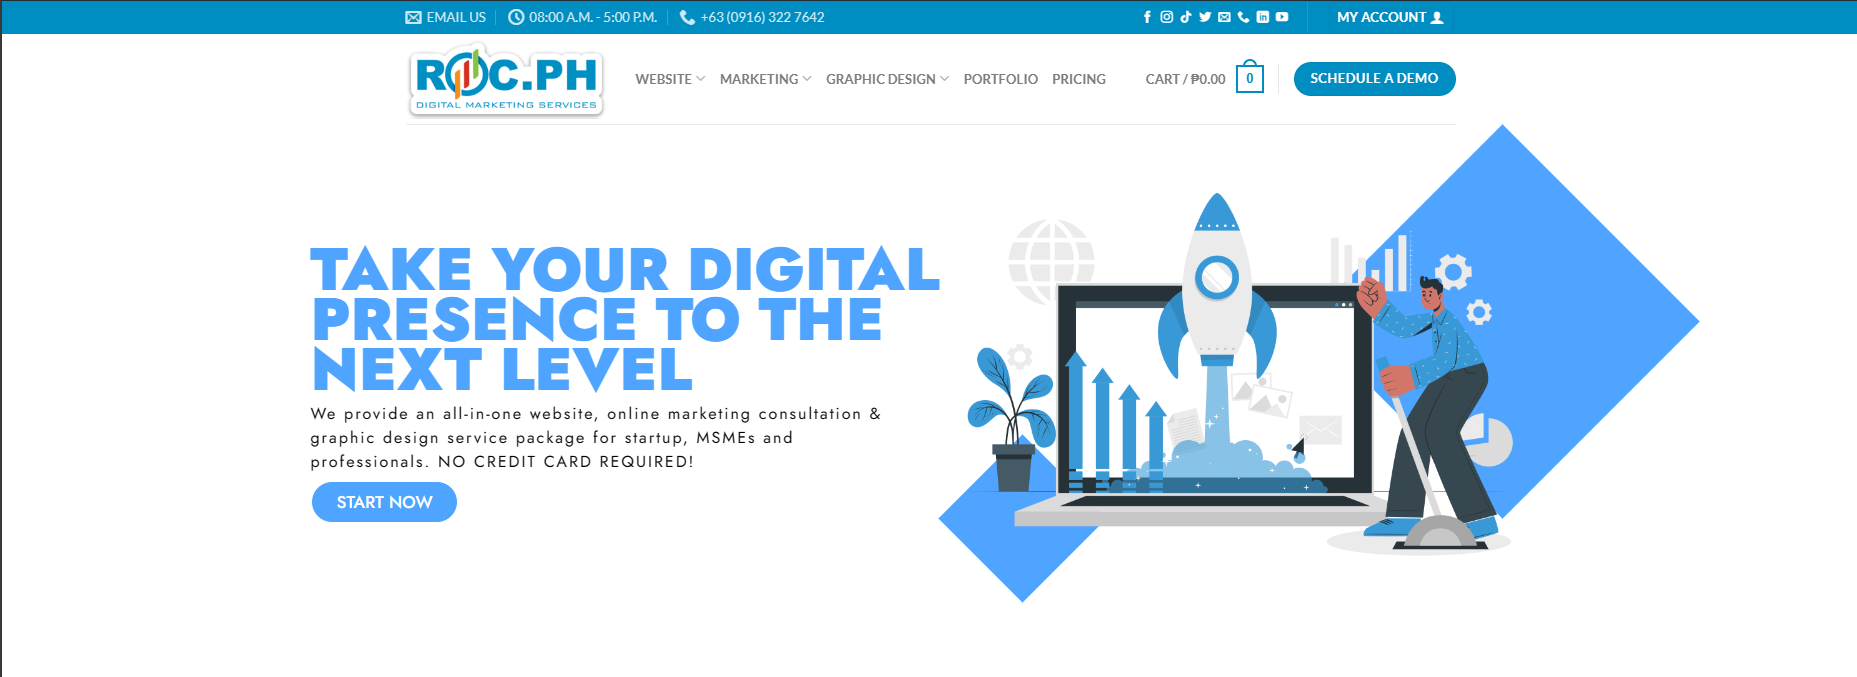 EMAIL US
08:00 A.M. - 5:00 P.M.
+63 (0916) 322 7642
MY ACCOUNT
ROC.PH
DIGITAL MARKETING SERVICES
WEBSITE
MARKETING
GRAPHIC DESIGN
PORTFOLIO
PRICING
CART / ₱0.00
0
SCHEDULE A DEMO
TAKE YOUR DIGITAL
PRESENCE TO THE
NEXT LEVEL
We provide an all-in-one website, online marketing consultation &
graphic design service package for startup, MSMEs and
professionals. NO CREDIT CARD REQUIRED!
START NOW